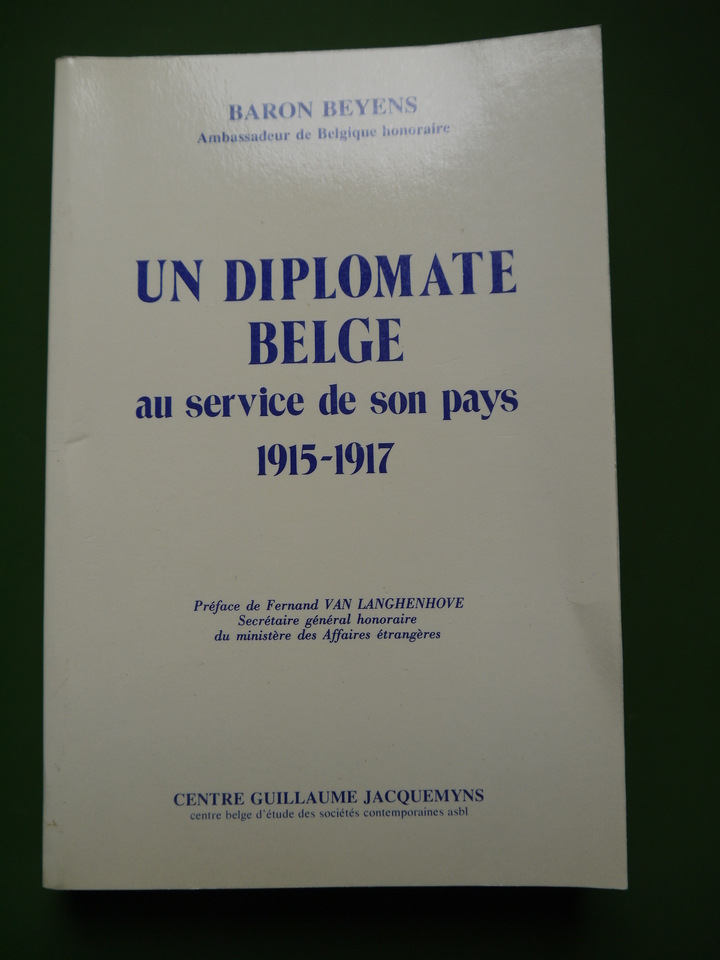 BARON BEYENS
Ambassadeur de Belgique honoraire
UN DIPLOMATE
BELGE
au service de son pays
1915-1917
Préface de Fernand VAN LANGHENHOVE
Secrétaire général honoraire
du ministère des Affaires étrangères
CENTRE GUILLAUME JACQUEMYNS
centre belge d'étude des sociétés contemporaines asbl